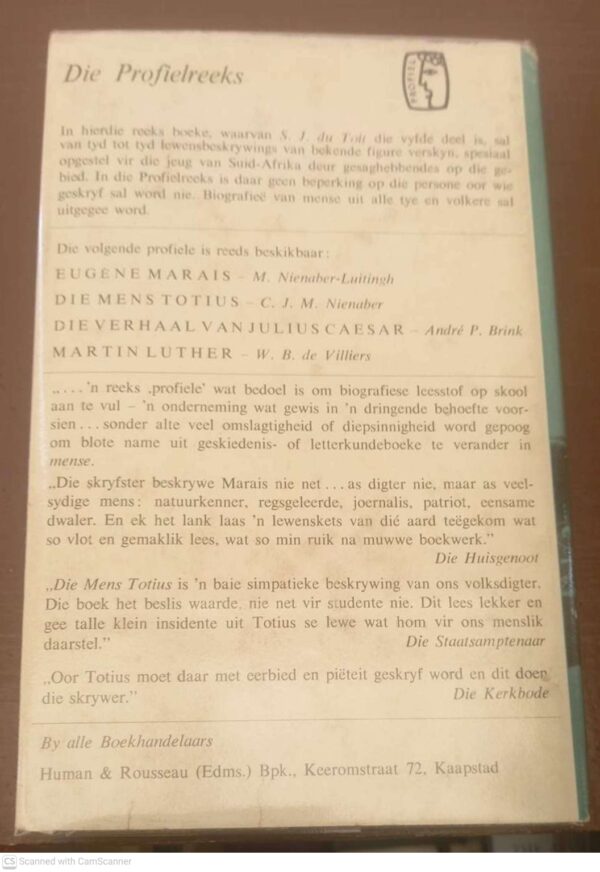 Die Profielreeks
PROFIEL
In hierdie reeks boeke, waarvan S. J. du Toit die vyfde deel is, sal
van tyd tot tyd lewensbeskrywings van bekende figure verskyn, spesiaal
opgestel vir die jeug van Suid-Afrika deur gesaghebbendes op die ge-
bied. In die Profielreeks is daar geen beperking op die persone oor wie
geskryf sal word nie. Biografieë van mense uit alle tye en volkere sal
uitgegee word.
Die volgende profiele is reeds beskikbaar:
EUGENE MARAIS – M. Nienaber-Luitingh
DIE MENS TOTIUS – C. J. M. Nienaber
DIE VERHAAL VAN JULIUS CAESAR – André P. Brink
MARTIN LUTHER – W. B. de Villiers
„.... 'n reeks ‚profiele' wat bedoel is om biografiese leesstof op skool
aan te vul – 'n onderneming wat gewis in 'n dringende behoefte voor-
sien ... sonder alte veel omslagtigheid of diepsinnigheid word gepoog
om blote name uit geskiedenis- of letterkundeboeke te verander in
mense.
„Die skryfster beskrywe Marais nie net ... as digter nie, maar as veel-
sydige mens: natuurkenner, regsgeleerde, joernalis, patriot, eensame
dwaler. En ek het lank laas 'n lewenskets van dié aard teëgekom wat
so vlot en gemaklik lees, wat so min ruik na muwwe boekwerk."
Die Huisgenoot
„Die Mens Totius is 'n baie simpatieke beskrywing van ons volksdigter.
Die boek het beslis waarde, nie net vir studente nie. Dit lees lekker en
gee talle klein insidente uit Totius se lewe wat hom vir ons menslik
daarstel." Die Staatsamptenaar
„Oor Totius moet daar met eerbied en piëteit geskryf word en dit doen
die skrywer." Die Kerkbode
By alle Boekhandelaars
Human & Rousseau (Edms.) Bpk., Keeromstraat 72, Kaapstad
CS Scanned with CamScanner